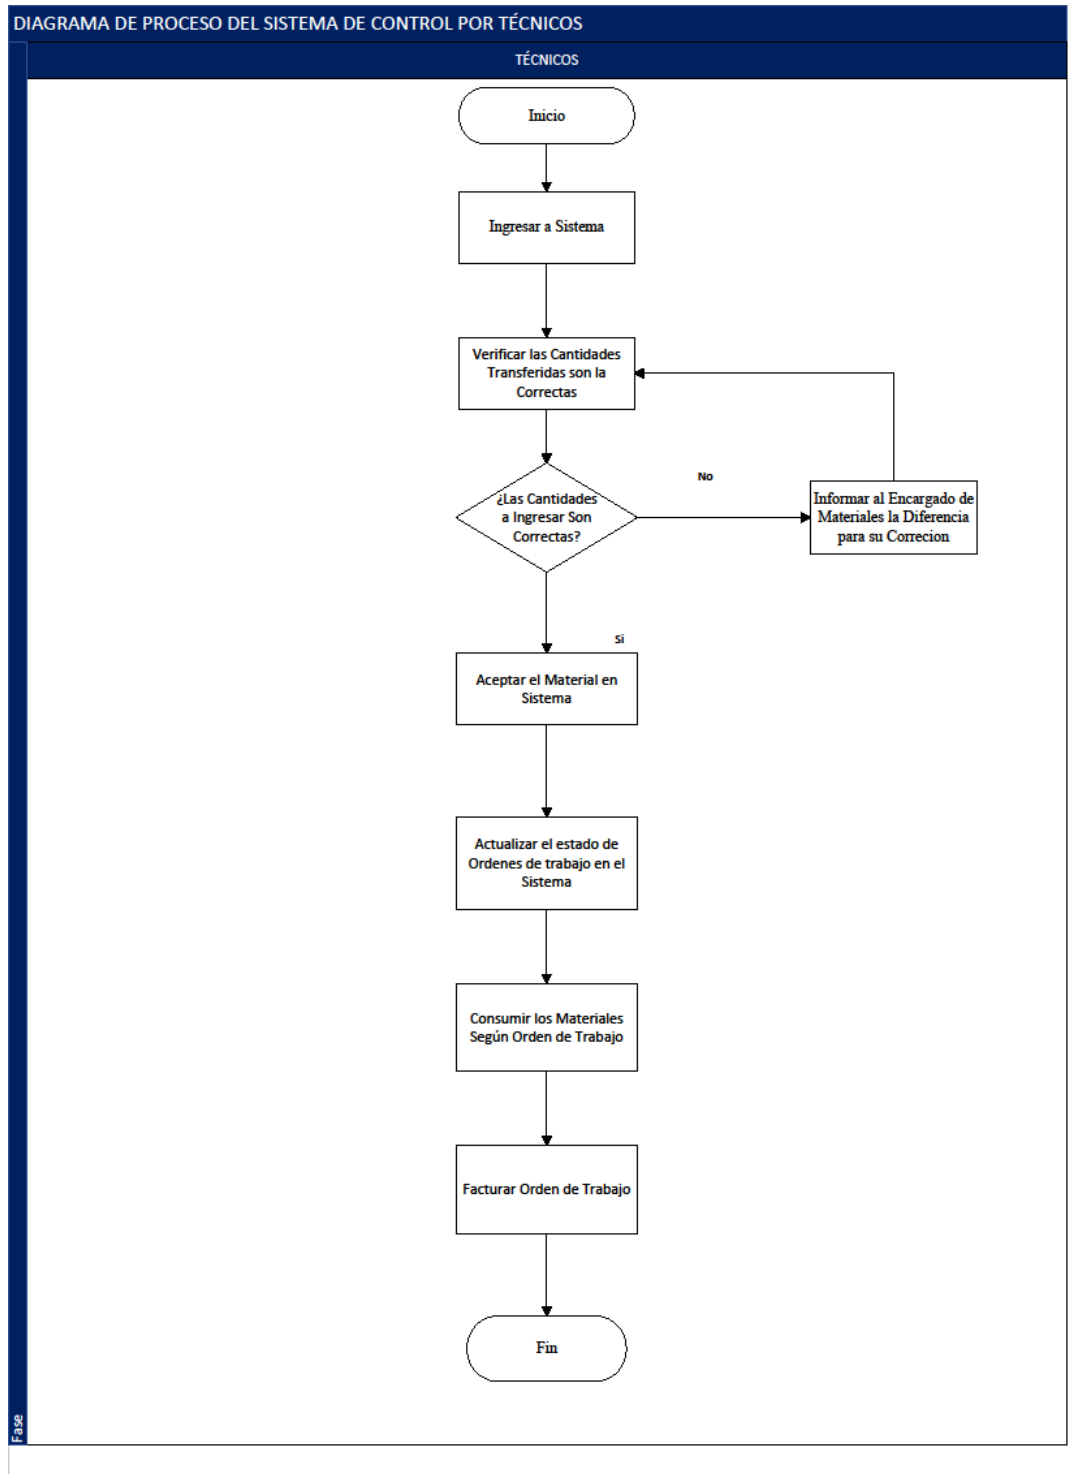 DIAGRAMA DE PROCESO DEL SISTEMA DE CONTROL POR TÉCNICOS
TÉCNICOS
Inicio
Ingresar a Sistema
Verificar las Cantidades
Transferidas son la
Correctas
¿Las Cantidades
a Ingresar Son
Correctas?
No
Informar al Encargado de
Materiales la Diferencia
para su Correcion
Si
Aceptar el Material en
Sistema
Actualizar el estado de
Ordenes de trabajo en el
Sistema
Consumir los Materiales
Según Orden de Trabajo
Facturar Orden de Trabajo
Fin
Fase